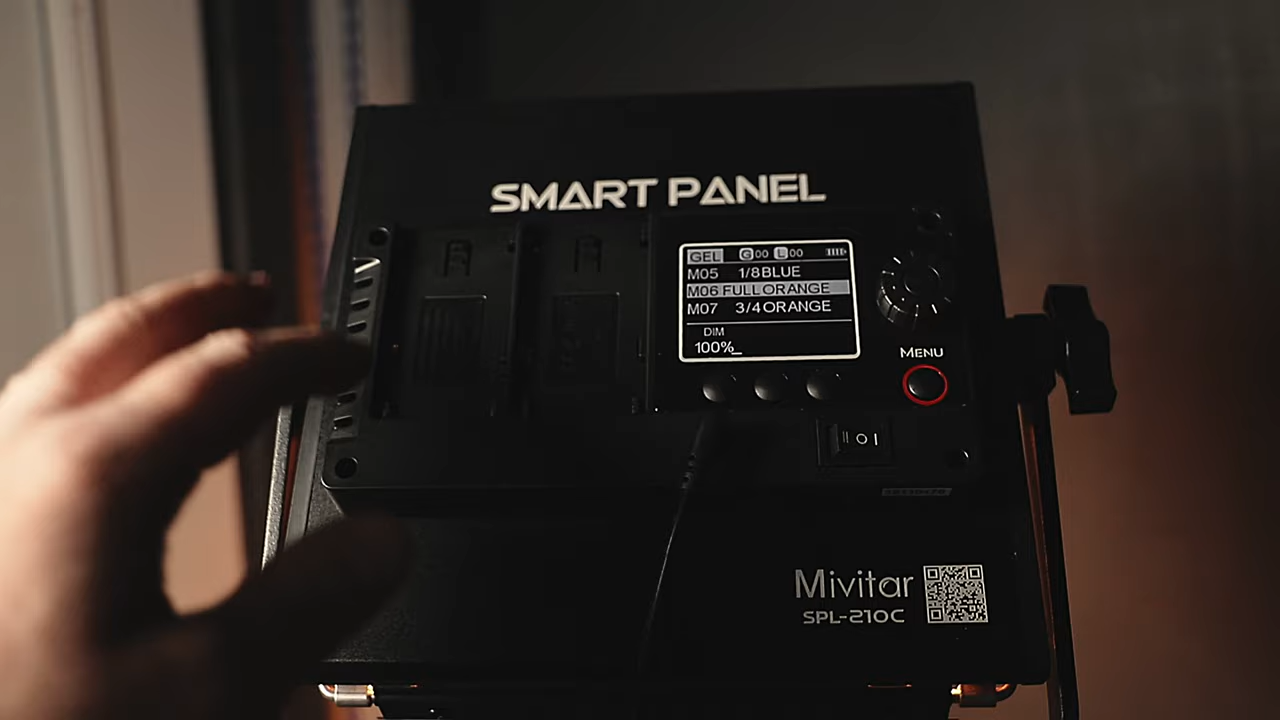 SMART PANEL
GEL G00 L00
M05 1/8BLUE
M06 FULL ORANGE
M07 3/4ORANGE
DIM
100%_
MENU
II O I
Mivitar
SPL-210C